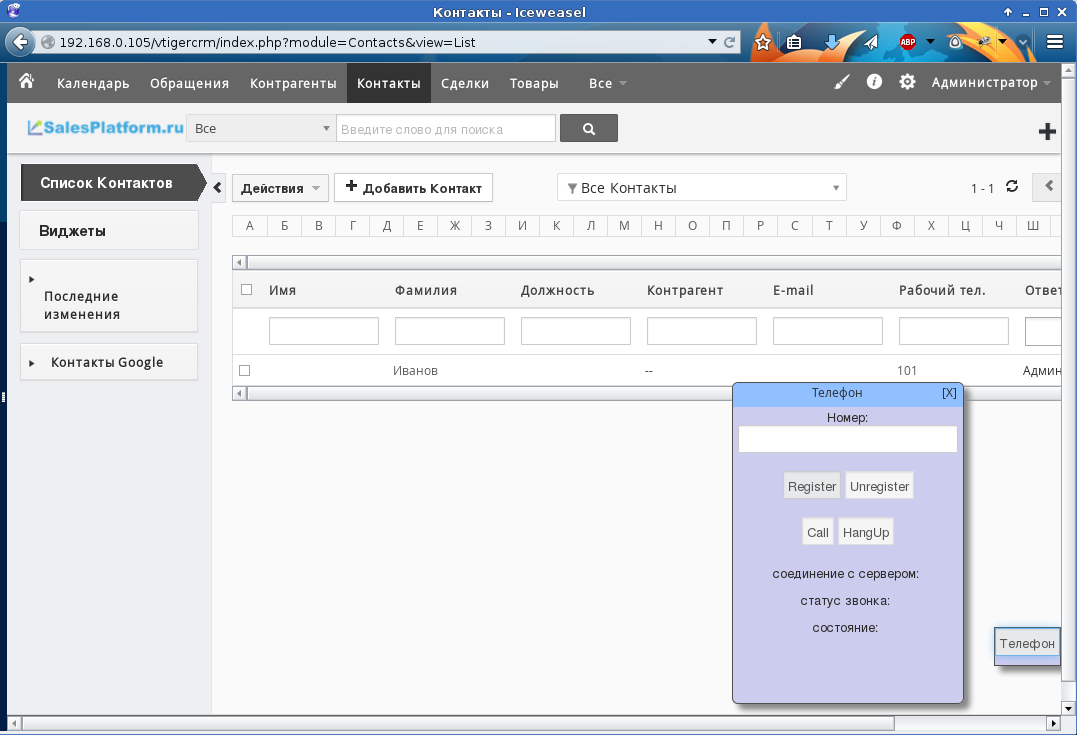 Контакты - Iceweasel
192.168.0.105/vtigercrm/index.php?module=Contacts&view=List
ABP
Календарь Обращения Контрагенты Контакты Сделки Товары Все Администратор
SalesPlatform.ru Все Введите слово для поиска
Список Контактов
Действия Добавить Контакт Все Контакты 1 - 1
Виджеты
А Б В Г Д Е Ж З И К Л М Н О П Р С Т У Ф Х Ц Ч Ш
Последние
изменения
Контакты Google
Имя Фамилия Должность Контрагент E-mail Рабочий тел. Ответ
Иванов -- 101 Админ
Телефон [X]
Номер:
Register Unregister
Call HangUp
соединение с сервером:
статус звонка:
состояние:
Телефон